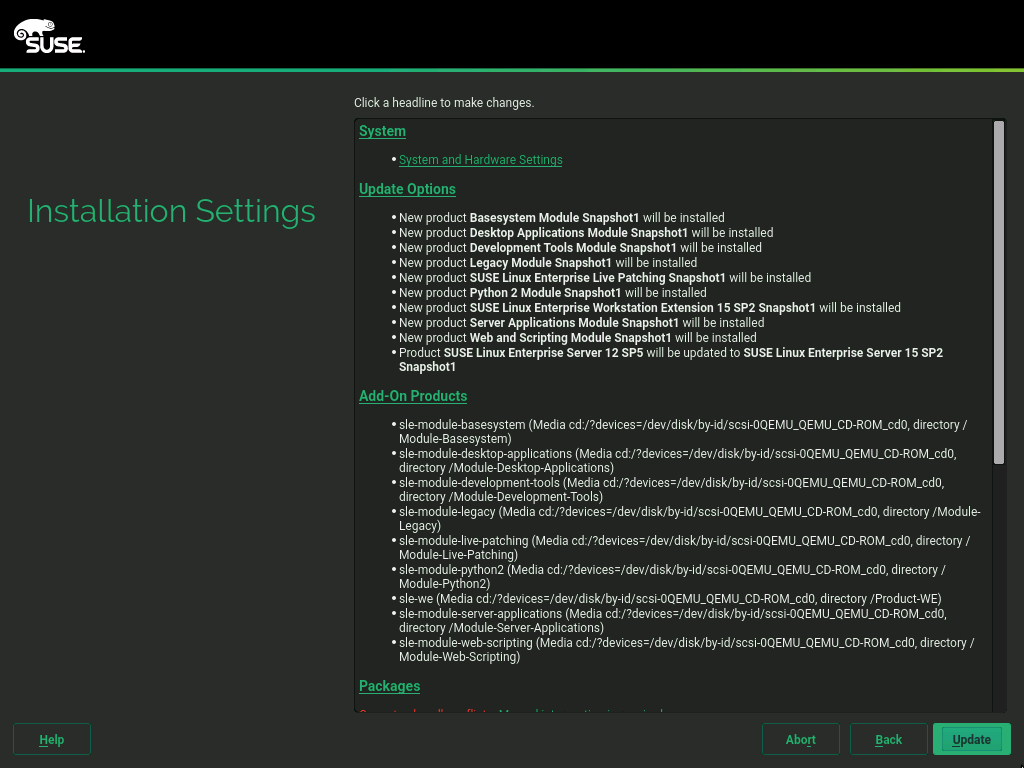 SUSE.
Click a headline to make changes.
Installation Settings
System
• System and Hardware Settings
Update Options
• New product Basesystem Module Snapshot1 will be installed
• New product Desktop Applications Module Snapshot1 will be installed
• New product Development Tools Module Snapshot1 will be installed
• New product Legacy Module Snapshot1 will be installed
• New product SUSE Linux Enterprise Live Patching Snapshot1 will be installed
• New product Python 2 Module Snapshot1 will be installed
• New product SUSE Linux Enterprise Workstation Extension 15 SP2 Snapshot1 will be installed
• New product Server Applications Module Snapshot1 will be installed
• New product Web and Scripting Module Snapshot1 will be installed
• Product SUSE Linux Enterprise Server 12 SP5 will be updated to SUSE Linux Enterprise Server 15 SP2
Snapshot1
Add-On Products
• sle-module-basesystem (Media cd:/?devices=/dev/disk/by-id/scsi-0QEMU_QEMU_CD-ROM_cd0, directory /
Module-Basesystem)
• sle-module-desktop-applications (Media cd:/?devices=/dev/disk/by-id/scsi-0QEMU_QEMU_CD-ROM_cd0,
directory /Module-Desktop-Applications)
• sle-module-development-tools (Media cd:/?devices=/dev/disk/by-id/scsi-0QEMU_QEMU_CD-ROM_cd0,
directory /Module-Development-Tools)
• sle-module-legacy (Media cd:/?devices=/dev/disk/by-id/scsi-0QEMU_QEMU_CD-ROM_cd0, directory /Module-
Legacy)
• sle-module-live-patching (Media cd:/?devices=/dev/disk/by-id/scsi-0QEMU_QEMU_CD-ROM_cd0, directory /
Module-Live-Patching)
• sle-module-python2 (Media cd:/?devices=/dev/disk/by-id/scsi-0QEMU_QEMU_CD-ROM_cd0, directory /
Module-Python2)
• sle-we (Media cd:/?devices=/dev/disk/by-id/scsi-0QEMU_QEMU_CD-ROM_cd0, directory /Product-WE)
• sle-module-server-applications (Media cd:/?devices=/dev/disk/by-id/scsi-0QEMU_QEMU_CD-ROM_cd0,
directory /Module-Server-Applications)
• sle-module-web-scripting (Media cd:/?devices=/dev/disk/by-id/scsi-0QEMU_QEMU_CD-ROM_cd0, directory /
Module-Web-Scripting)
Packages
Help
Abort
Back
Update